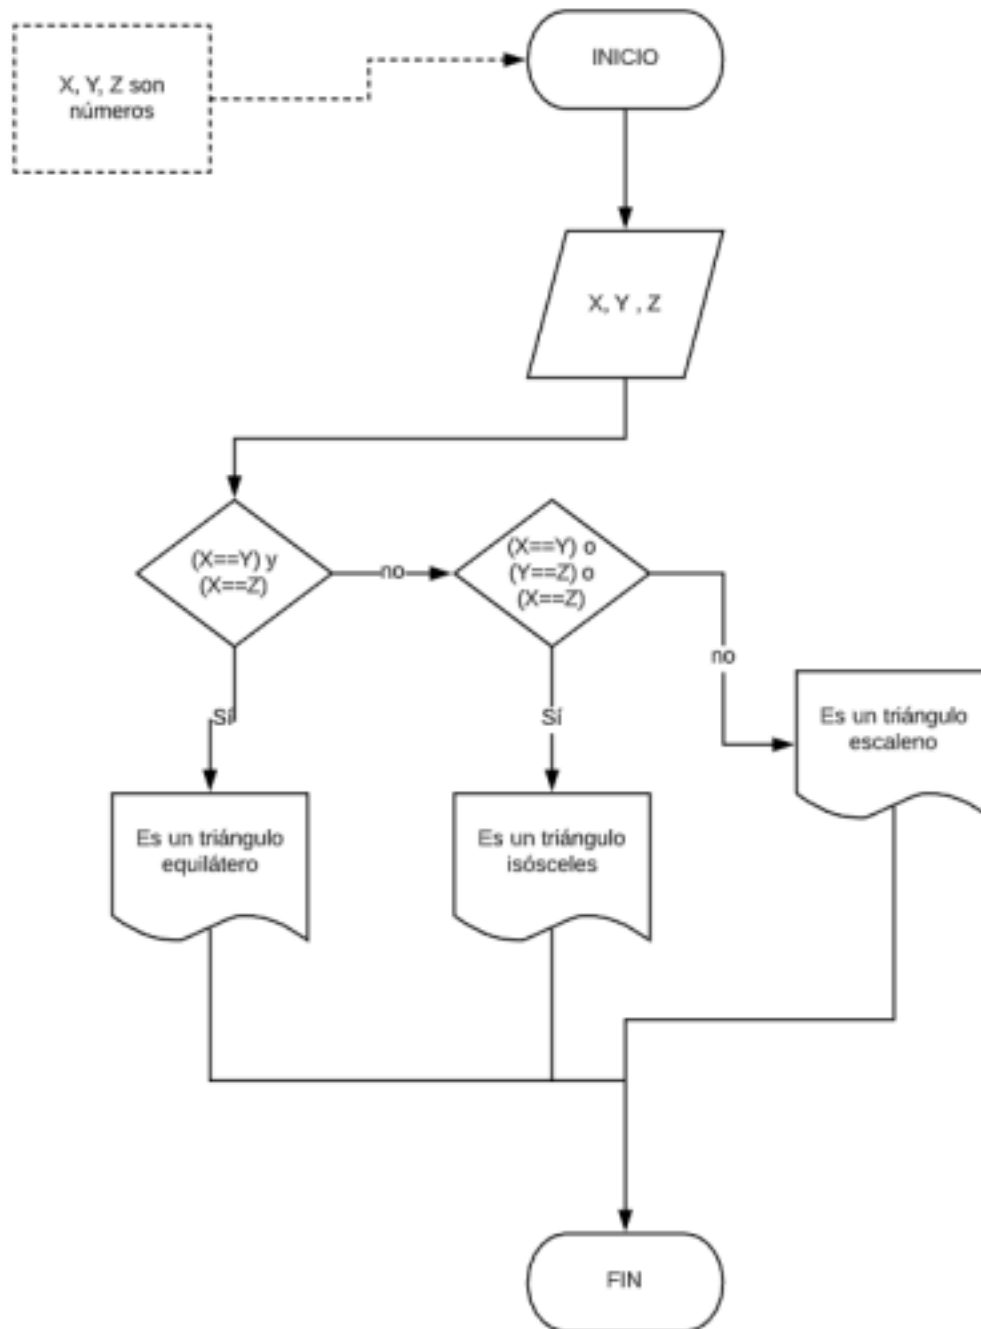 INICIO
X, Y, Z son
números
X, Y , Z
(X==Y) y
(X==Z)
no
(X==Y) o
(Y==Z) o
(X==Z)
no
Sí
Sí
Es un triángulo
escaleno
Es un triángulo
equilátero
Es un triángulo
isósceles
FIN